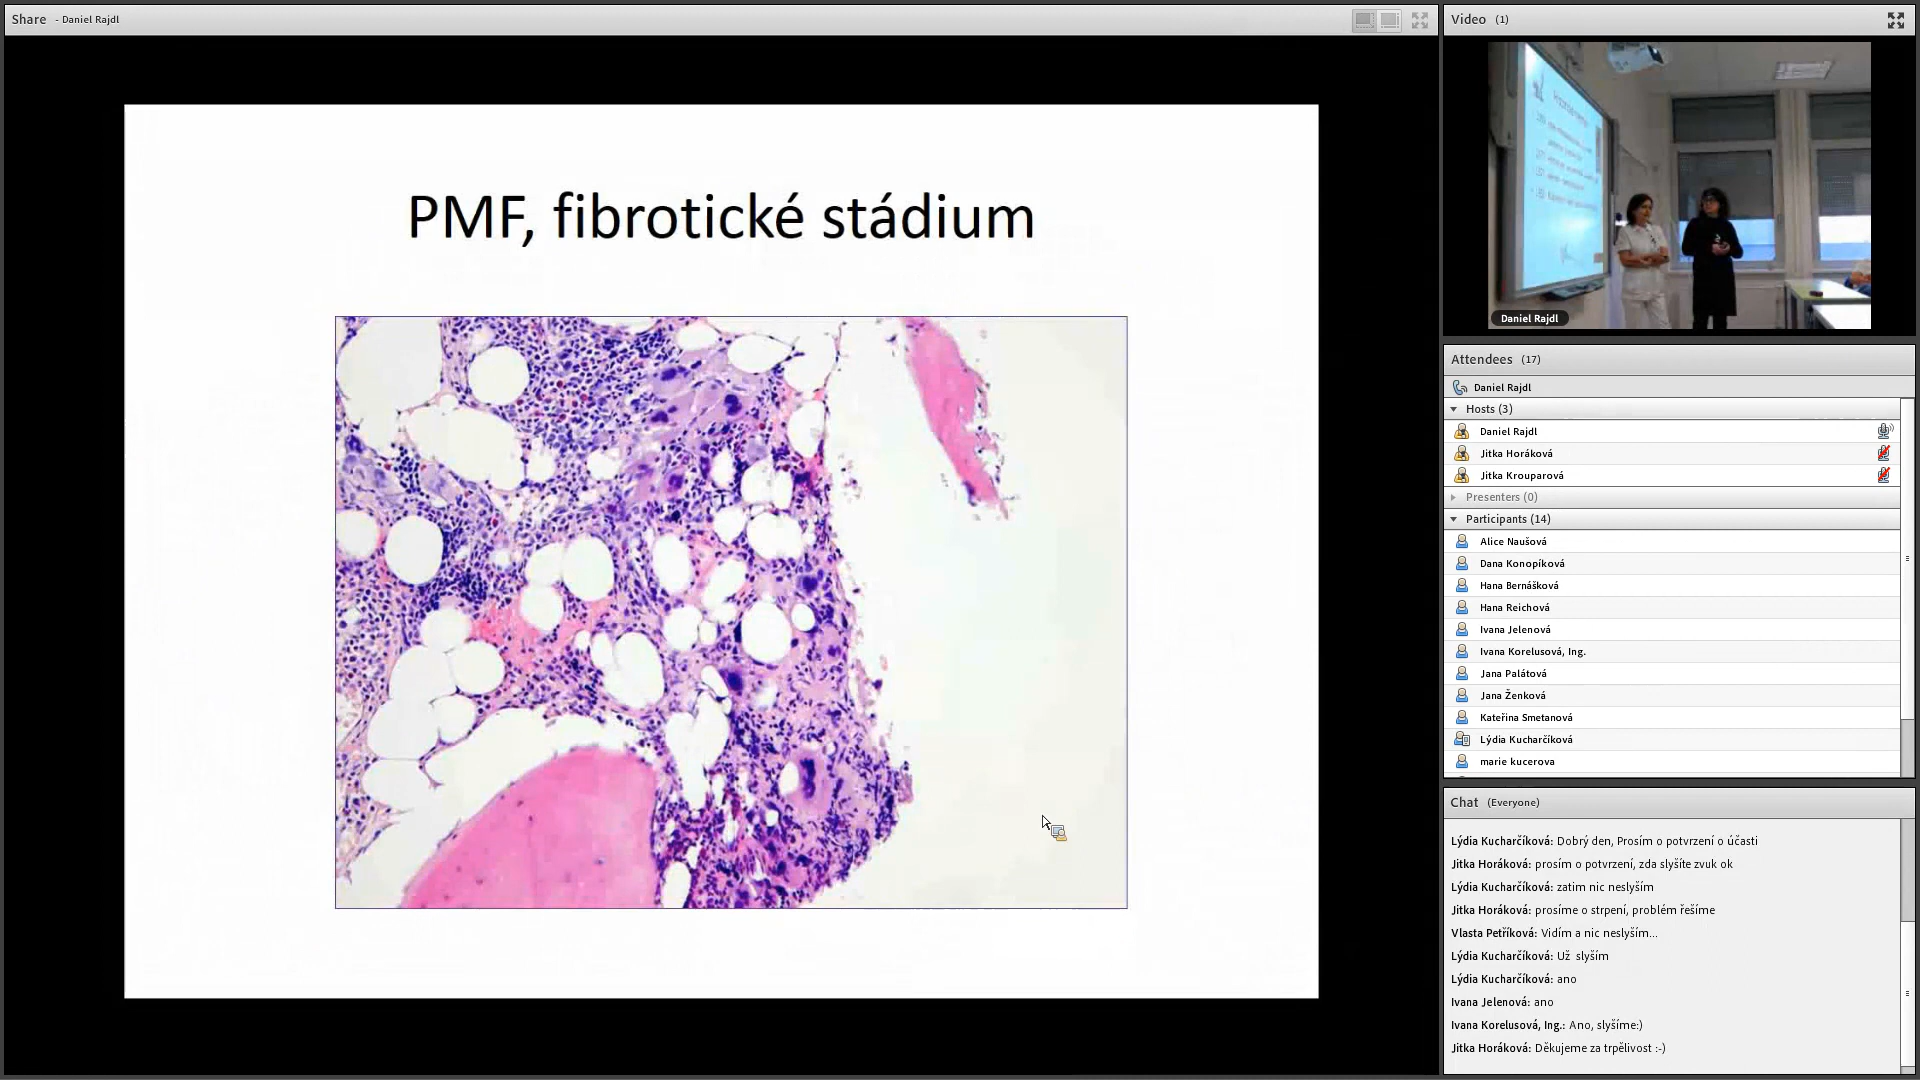 Share - Daniel Rajdl
PMF, fibrotické stádium
Video (1)
Daniel Rajdl
Attendees (17)
Daniel Rajdl
Hosts (3)
Daniel Rajdl
Jitka Horáková
Jitka Krouparová
Presenters (0)
Participants (14)
Alice Naušová
Dana Konopíková
Hana Bernášková
Hana Reichová
Ivana Jelenová
Ivana Korelusová, Ing.
Jana Palátová
Jana Ženková
Kateřina Smetanová
Lýdia Kucharčíková
marie kucerova
Chat (Everyone)
Lýdia Kucharčíková: Dobrý den, Prosím o potvrzení o účasti
Jitka Horáková: prosím o potvrzení, zda slyšíte zvuk ok
Lýdia Kucharčíková: zatim nic neslyším
Jitka Horáková: prosíme o strpení, problém řešíme
Vlasta Petříková: Vidím a nic neslyším...
Lýdia Kucharčíková: Už slyším
Lýdia Kucharčíková: ano
Ivana Jelenová: ano
Ivana Korelusová, Ing.: Ano, slyšíme:)
Jitka Horáková: Děkujeme za trpělivost :-)